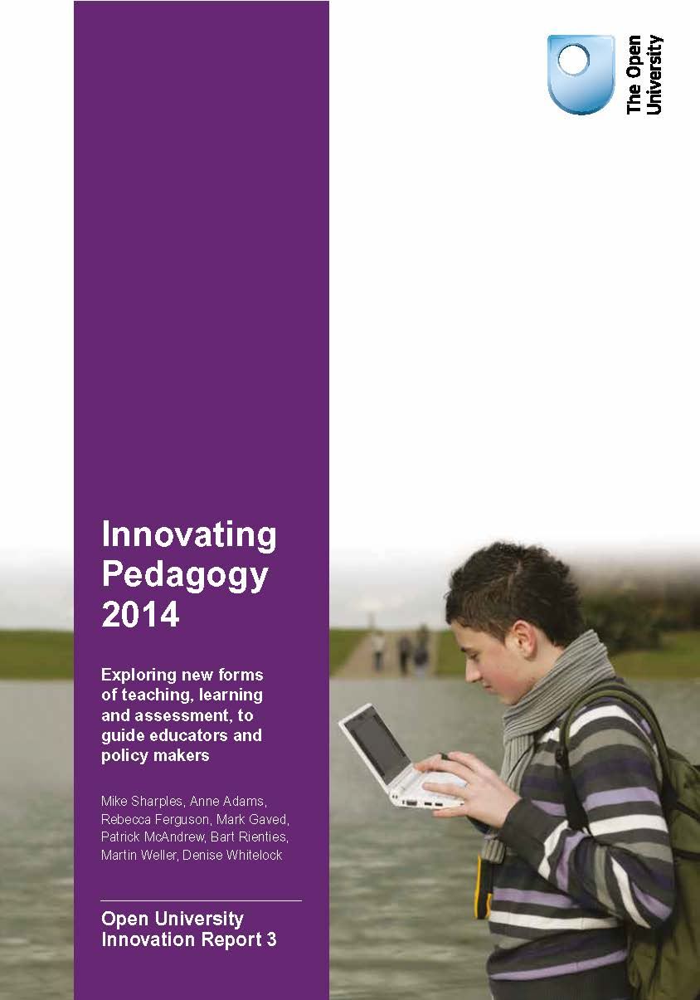 The Open
University
Innovating
Pedagogy
2014
Exploring new forms
of teaching, learning
and assessment, to
guide educators and
policy makers
Mike Sharples, Anne Adams,
Rebecca Ferguson, Mark Gaved,
Patrick McAndrew, Bart Rienties,
Martin Weller, Denise Whitelock
Open University
Innovation Report 3